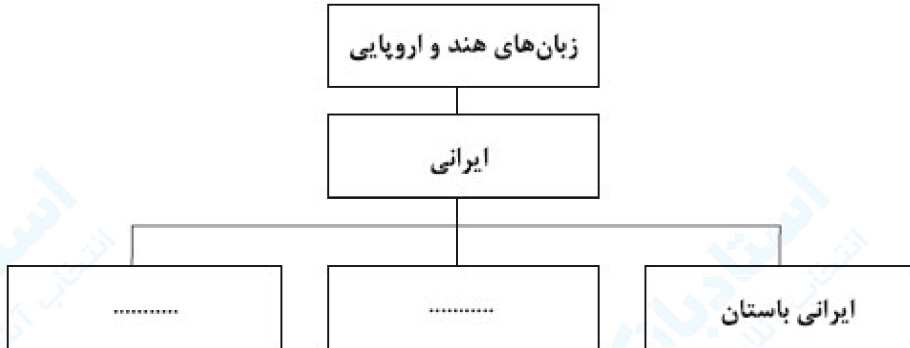 زبان‌های هند و اروپایی
ایرانی
ایرانی باستان
...........
...........